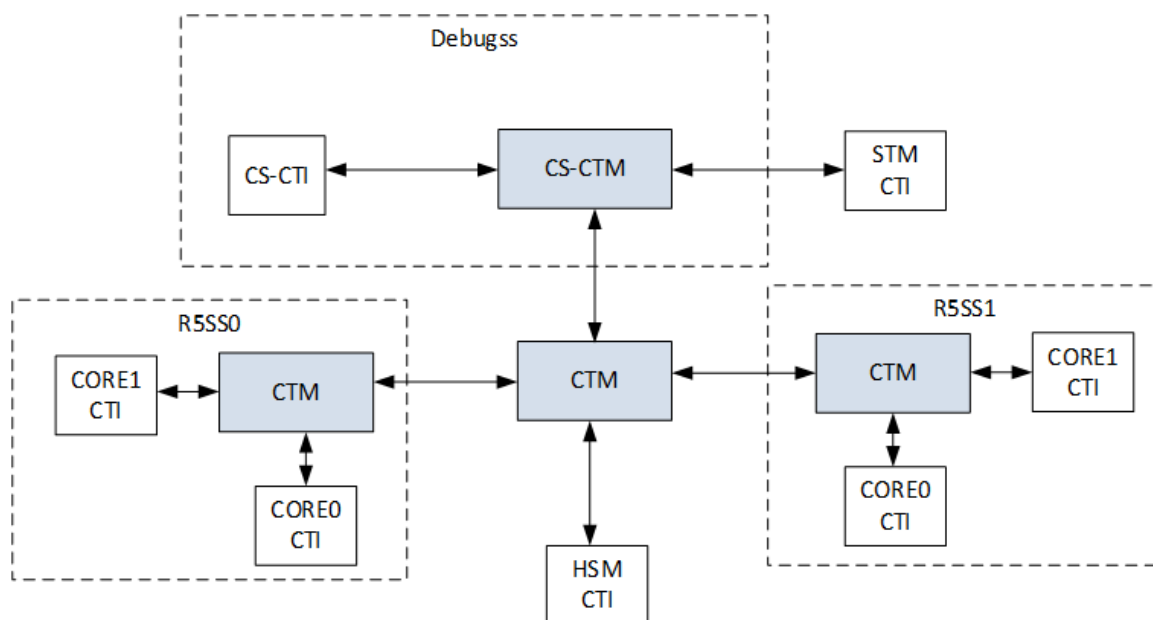 Debugss
CS-CTI
CS-CTM
STM
CTI
R5SS0
CORE1
CTI
CTM
CORE0
CTI
CTM
HSM
CTI
R5SS1
CTM
CORE1
CTI
CORE0
CTI